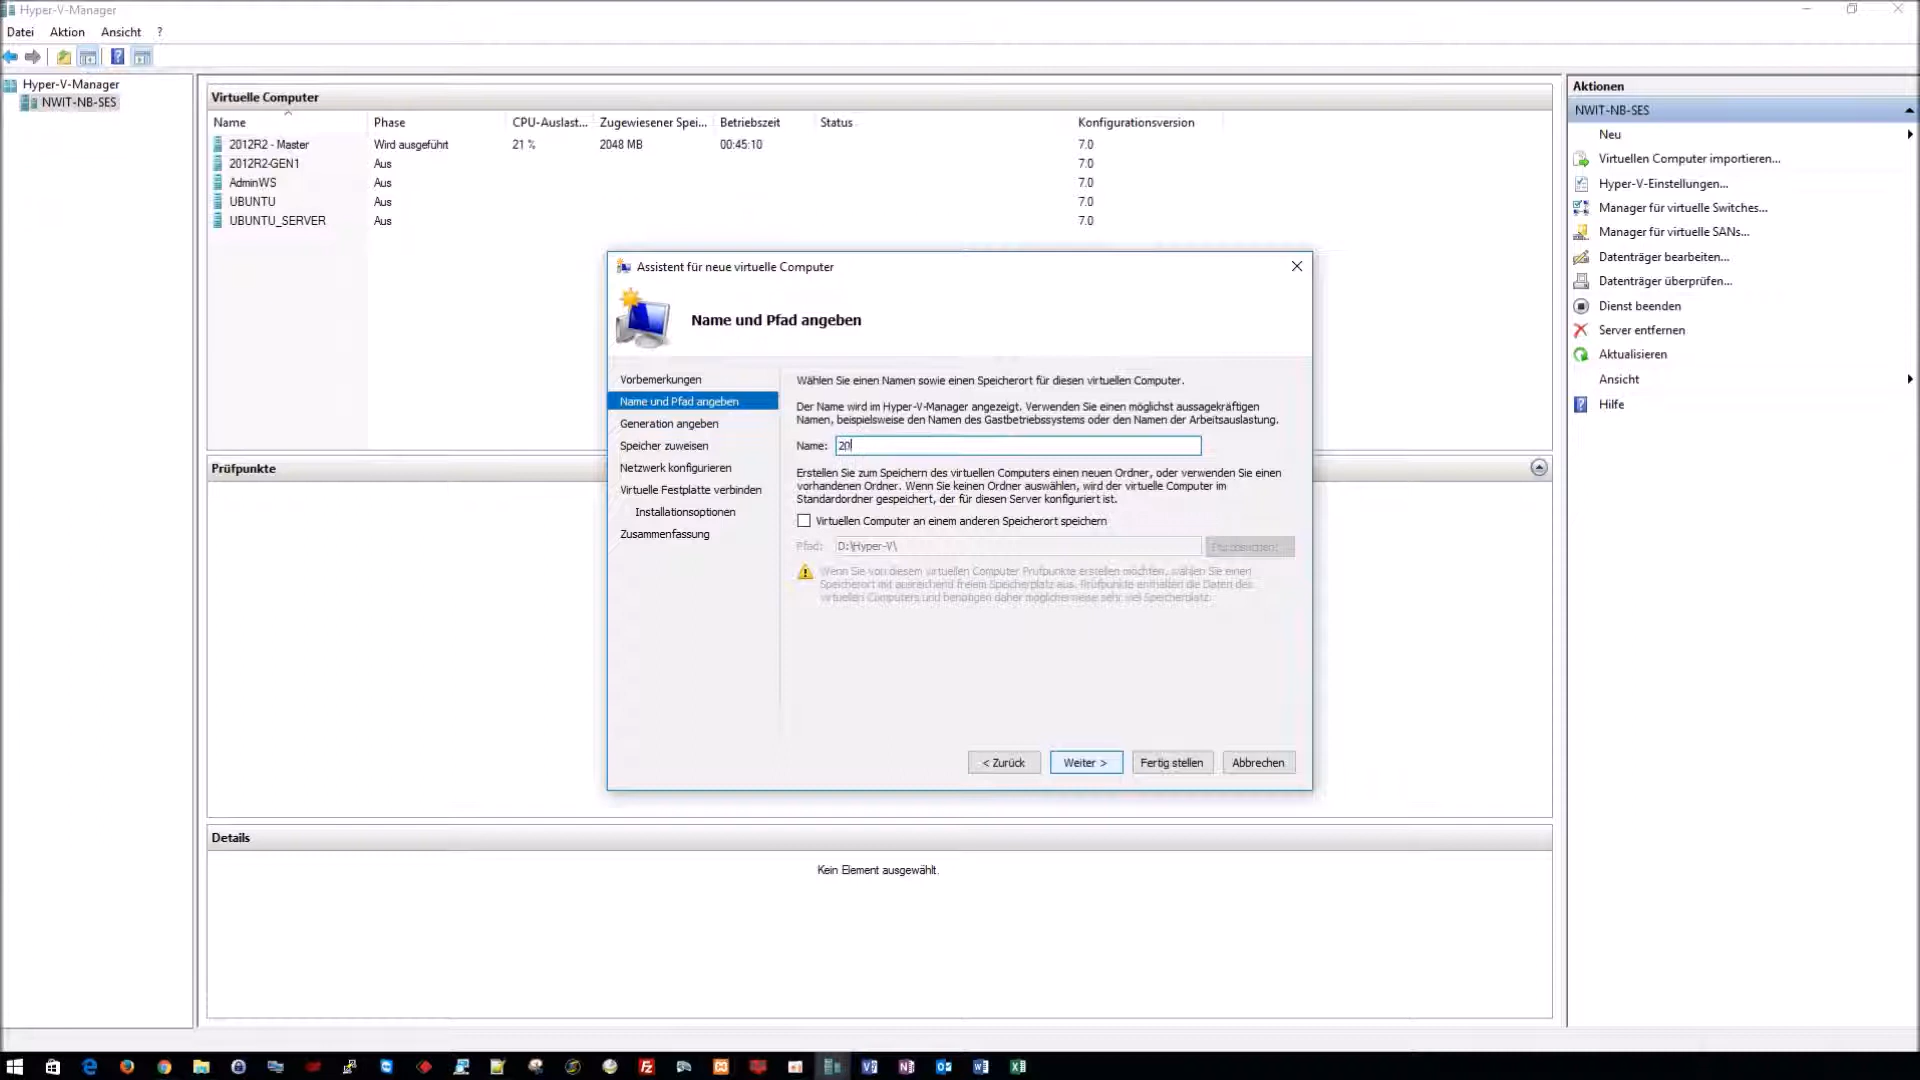 Hyper-V-Manager
Datei Aktion Ansicht ?
Hyper-V-Manager
NWIT-NB-SES
Virtuelle Computer
Name Phase CPU-Auslast... Zugewiesener Spei... Betriebszeit Status Konfigurationsversion
2012R2 - Master Wird ausgeführt 21 % 2048 MB 00:45:10 7.0
2012R2-GEN1 Aus 7.0
AdminWS Aus 7.0
UBUNTU Aus 7.0
UBUNTU_SERVER Aus 7.0
Prüfpunkte
Details
Kein Element ausgewählt.
Assistent für neue virtuelle Computer
Name und Pfad angeben
Vorbemerkungen
Name und Pfad angeben
Generation angeben
Speicher zuweisen
Netzwerk konfigurieren
Virtuelle Festplatte verbinden
Installationsoptionen
Zusammenfassung
Wählen Sie einen Namen sowie einen Speicherort für diesen virtuellen Computer.
Der Name wird im Hyper-V-Manager angezeigt. Verwenden Sie einen möglichst aussagekräftigen
Namen, beispielsweise den Namen des Gastbetriebssystems oder den Namen der Arbeitsauslastung.
Name: 20
Erstellen Sie zum Speichern des virtuellen Computers einen neuen Ordner, oder verwenden Sie einen
vorhandenen Ordner. Wenn Sie keinen Ordner auswählen, wird der virtuelle Computer im
Standardordner gespeichert, der für diesen Server konfiguriert ist.
Virtuellen Computer an einem anderen Speicherort speichern
Pfad: D:\Hyper-V\
Wenn Sie von diesem virtuellen Computer Prüfpunkte erstellen möchten, wählen Sie einen
Speicherort mit ausreichend freiem Speicherplatz aus. Prüfpunkte enthalten die Daten des
virtuellen Computers und benötigen daher möglicherweise sehr viel Speicherplatz.
< Zurück Weiter > Fertig stellen Abbrechen
Aktionen
NWIT-NB-SES
Neu
Virtuellen Computer importieren...
Hyper-V-Einstellungen...
Manager für virtuelle Switches...
Manager für virtuelle SANs...
Datenträger bearbeiten...
Datenträger überprüfen...
Dienst beenden
Server entfernen
Aktualisieren
Ansicht
Hilfe